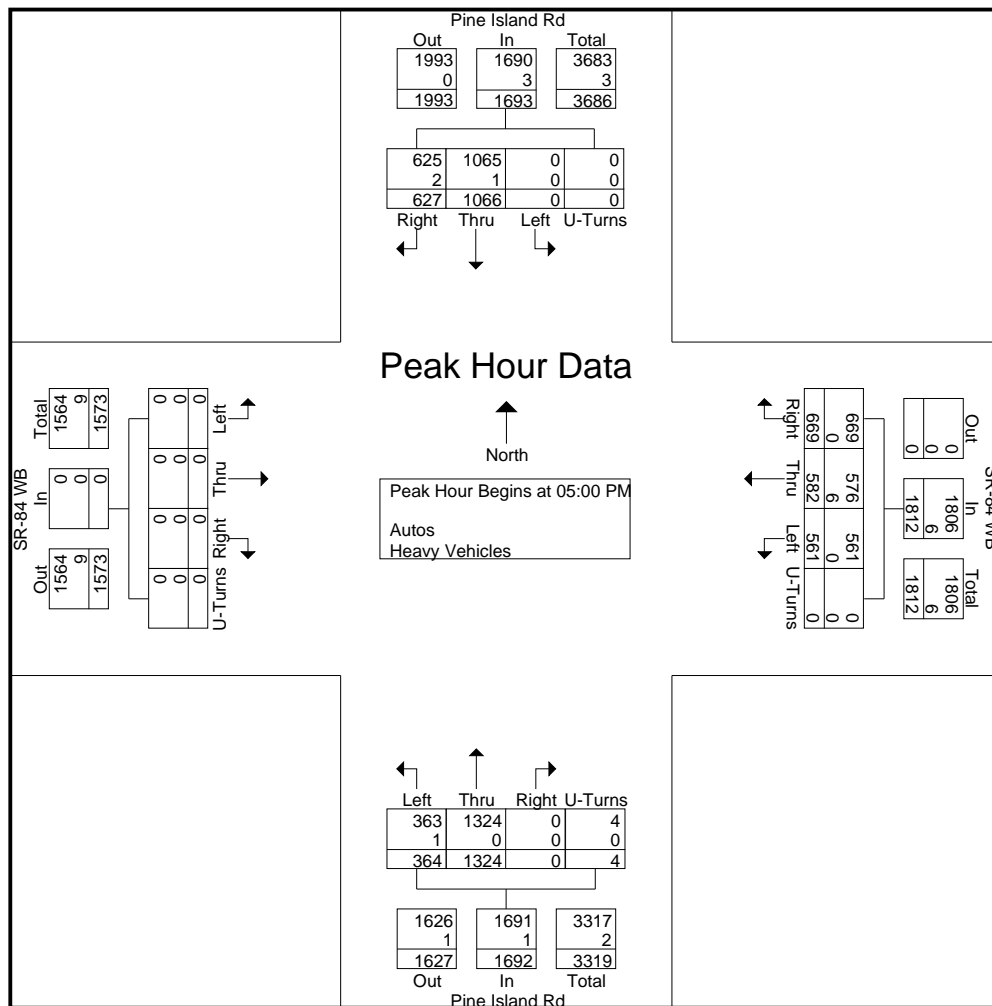 Pine Island Rd
Out In Total
1993 1690 3683
0 3 3
1993 1693 3686
625 1065 0 0
2 1 0 0
627 1066 0 0
Right Thru Left U-Turns
Peak Hour Data
North
Peak Hour Begins at 05:00 PM
Autos
Heavy Vehicles
SR-84 WB
Out In Total
1564 0 1564
9 0 9
1573 0 1573
U-Turns Right Thru Left
0 0 0 0
0 0 0 0
0 0 0 0
SR-84 WB
Out In Total
0 1806 1806
0 6 6
0 1812 1812
669 576 561 0
0 6 0 0
669 582 561 0
Right Thru Left U-Turns
Left Thru Right U-Turns
363 1324 0 4
1 0 0 0
364 1324 0 4
1626 1691 3317
1 1 2
1627 1692 3319
Out In Total
Pine Island Rd